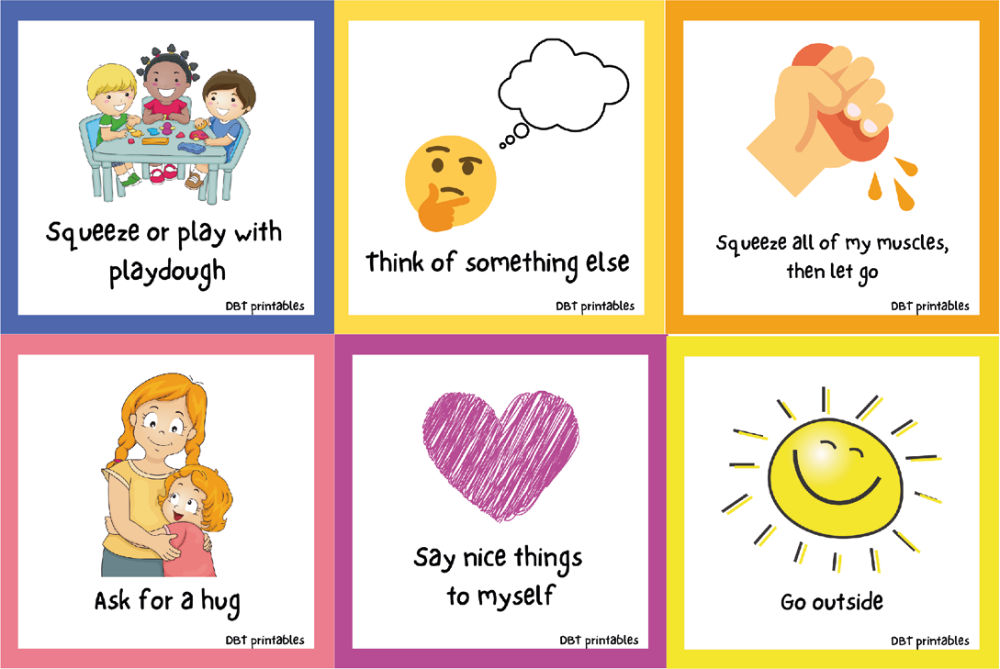 Squeeze or play with
playdough
DBT printables
Think of something else
DBT printables
Squeeze all of my muscles,
then let go
DBT printables
Ask for a hug
DBT printables
Say nice things
to myself
DBT printables
Go outside
DBT printables